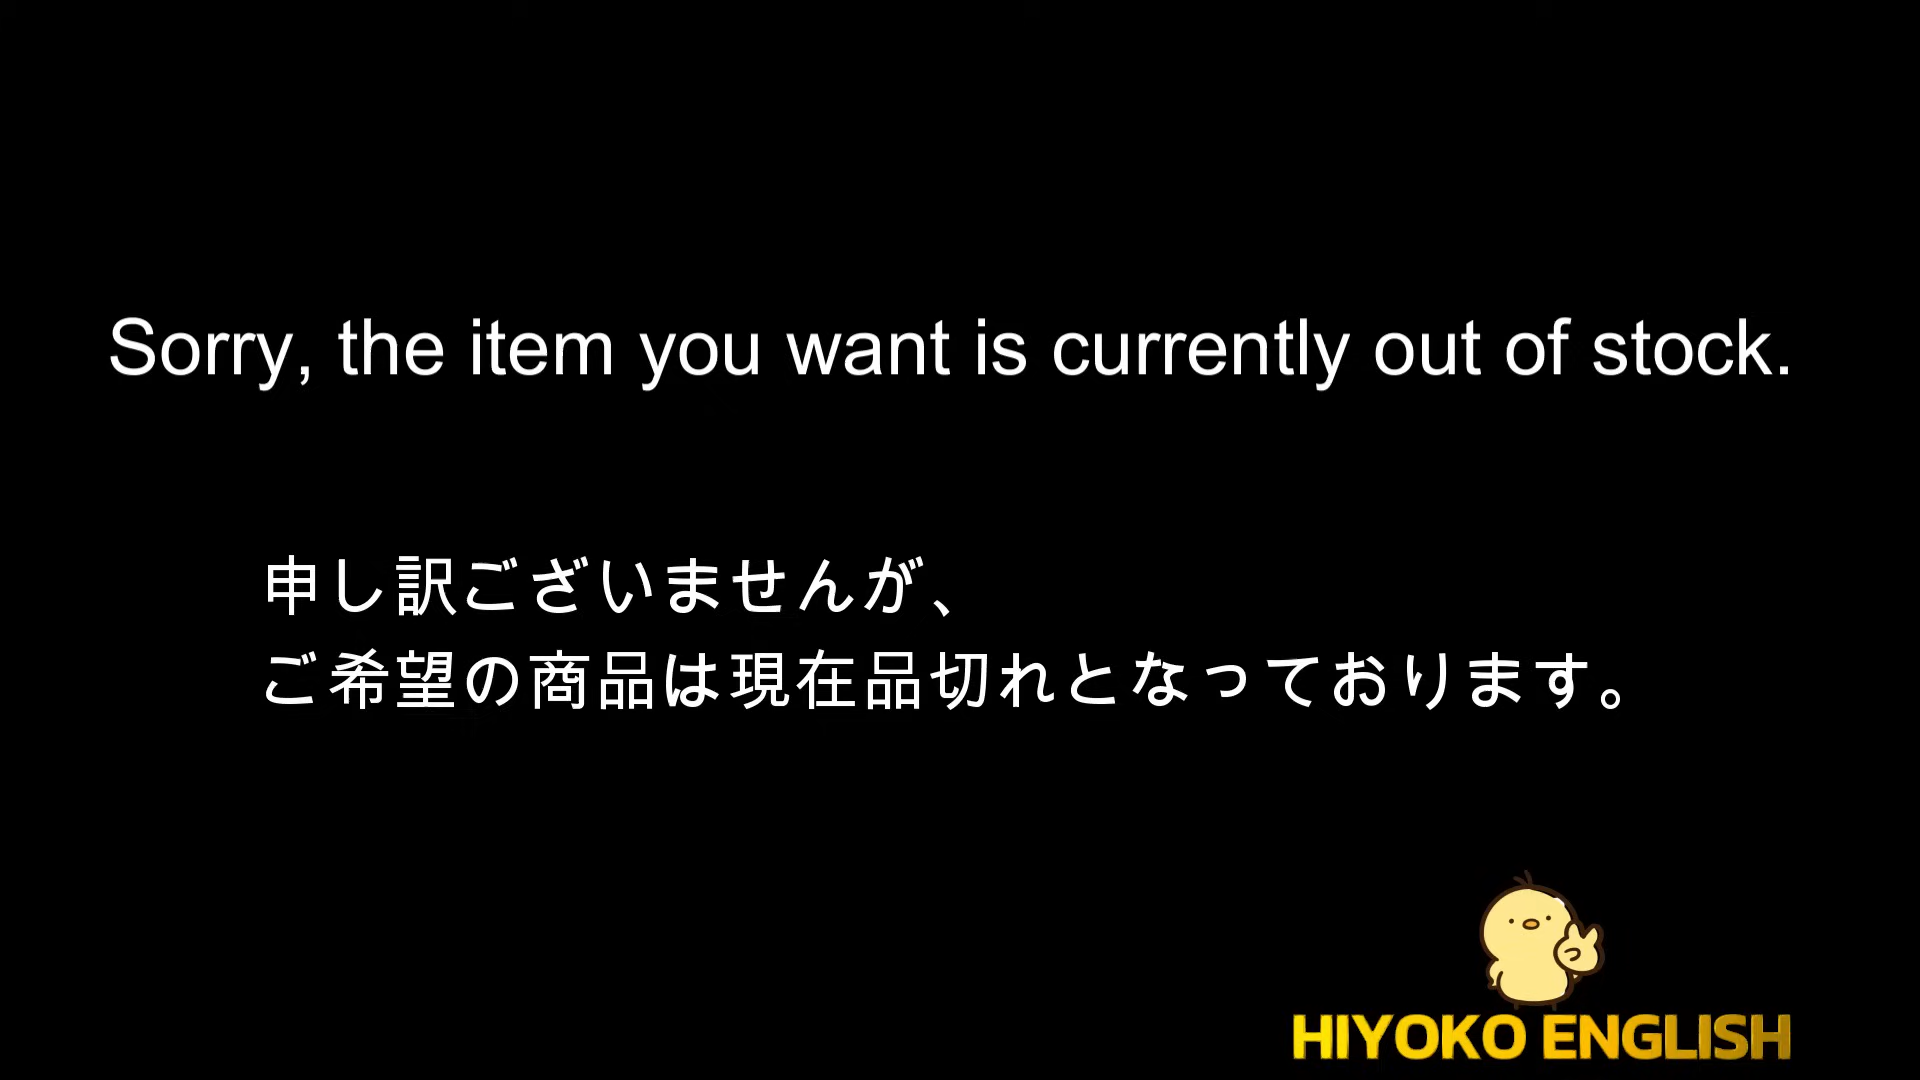 Sorry, the item you want is currently out of stock.
申し訳ございませんが、
ご希望の商品は現在品切れとなっております。
HIYOKO ENGLISH